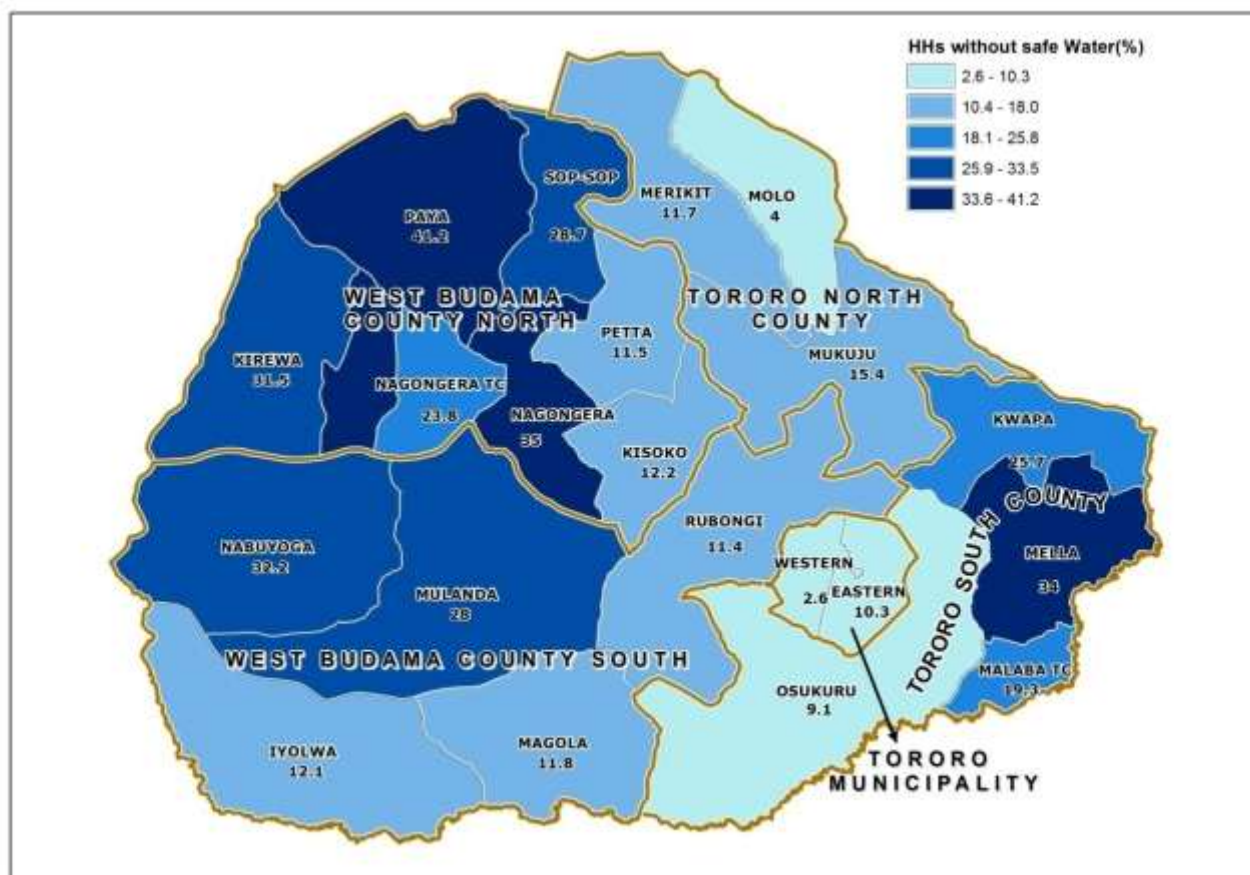 HHs without safe Water(%)
2.6 - 10.3
10.4 - 18.0
18.1 - 25.8
25.9 - 33.5
33.6 - 41.2
SOP-SOP
28.7
MERIKIT
11.7
MOLO
4
PAYA
41.2
WEST BUDAMA
COUNTY NORTH
TORORO NORTH
COUNTY
KIREWA
31.5
PETTA
11.5
MUKUJU
15.4
NAGONGERA TC
23.8
NAGONGERA
35
KISOKO
12.2
KWAPA
25.7
RUBONGI
11.4
TORORO SOUTH COUNTY
MELLA
34
NABUYOGA
32.2
MULANDA
28
WESTERN
2.6
EASTERN
10.3
WEST BUDAMA COUNTY SOUTH
MALABA TC
19.3
OSUKURU
9.1
IYOLWA
12.1
MAGOLA
11.8
TORORO
MUNICIPALITY